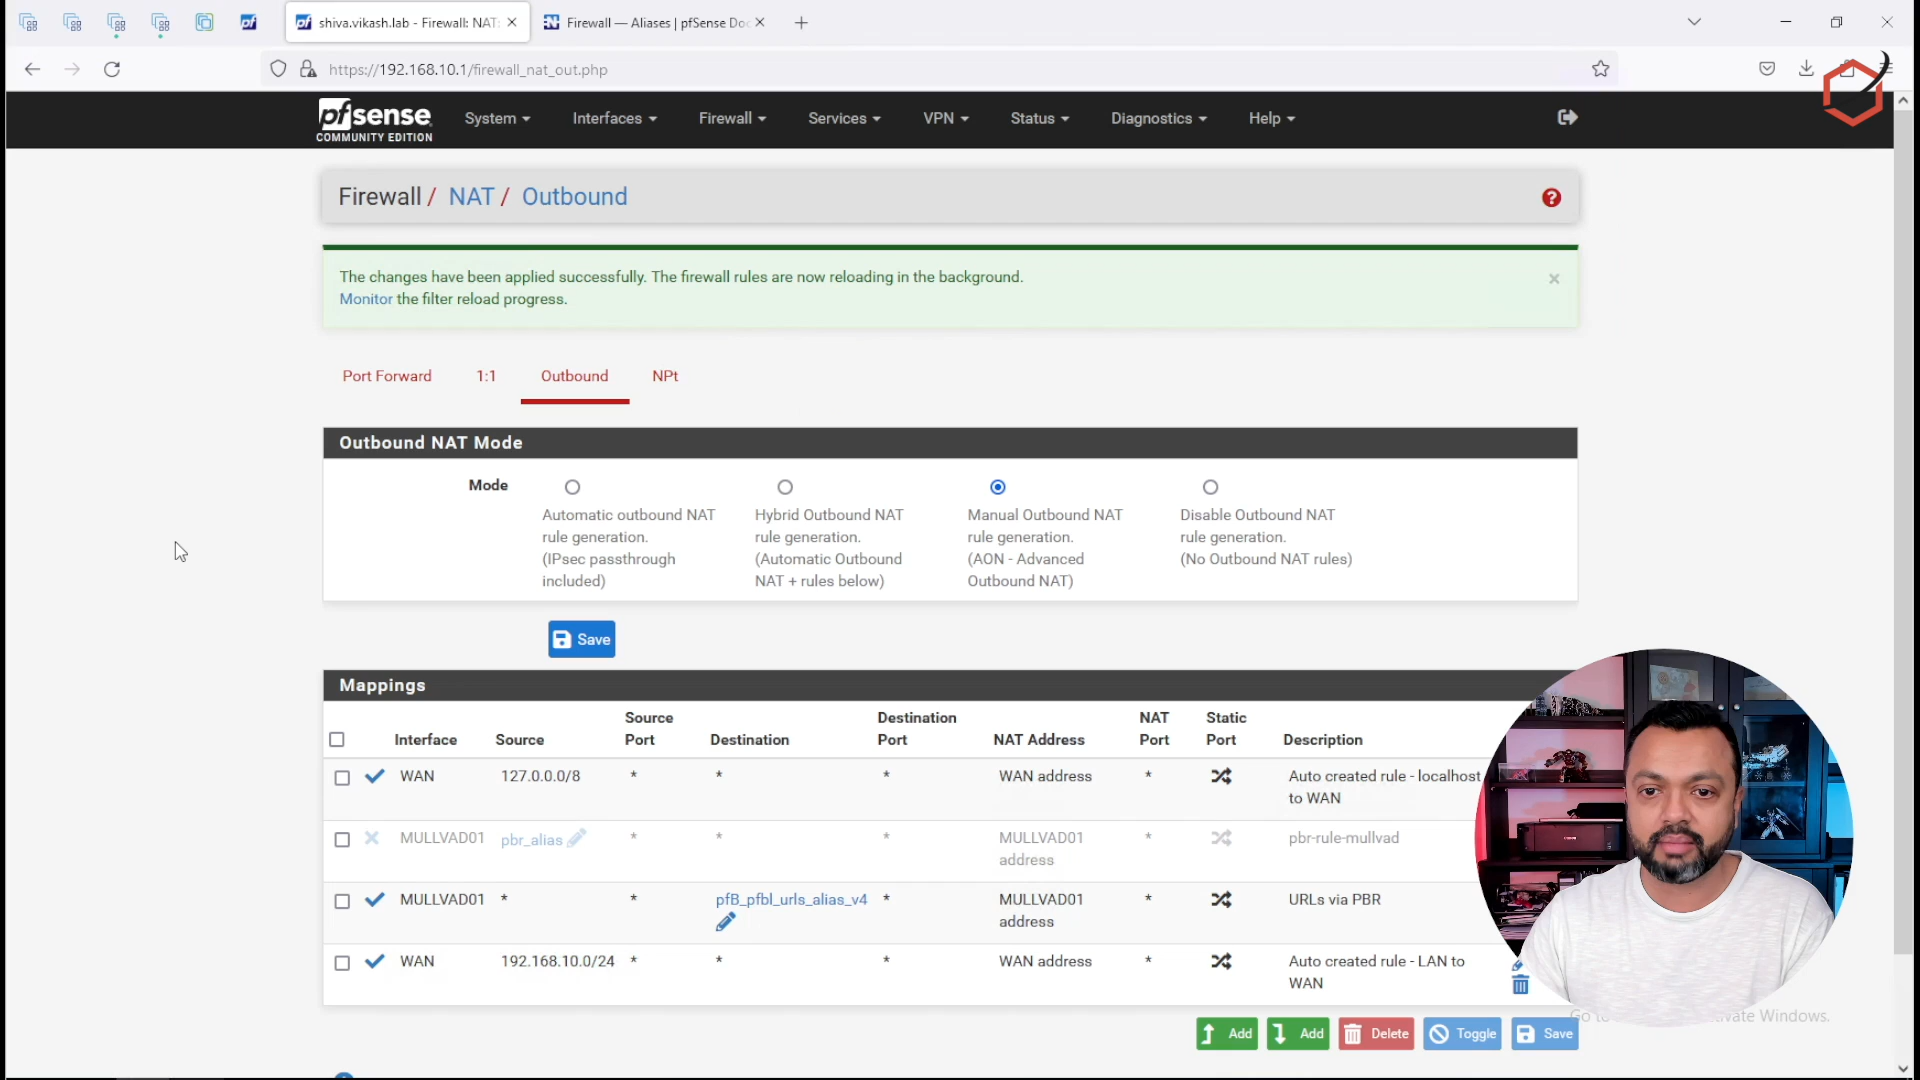 shiva.vikash.lab - Firewall: NAT:
Firewall — Aliases | pfSense Doc
https://192.168.10.1/firewall_nat_out.php
pfsense
COMMUNITY EDITION
System
Interfaces
Firewall
Services
VPN
Status
Diagnostics
Help
Firewall / NAT / Outbound
The changes have been applied successfully. The firewall rules are now reloading in the background.
Monitor the filter reload progress.
Port Forward
1:1
Outbound
NPt
Outbound NAT Mode
Mode
Automatic outbound NAT
rule generation.
(IPsec passthrough
included)
Hybrid Outbound NAT
rule generation.
(Automatic Outbound
NAT + rules below)
Manual Outbound NAT
rule generation.
(AON - Advanced
Outbound NAT)
Disable Outbound NAT
rule generation.
(No Outbound NAT rules)
Save
Mappings
Interface
Source
Source
Port
Destination
Destination
Port
NAT Address
NAT
Port
Static
Port
Description
WAN 127.0.0.0/8 * * * WAN address * Auto created rule - localhost
to WAN
MULLVAD01 pbr_alias * * * MULLVAD01 * pbr-rule-mullvad
address
MULLVAD01 * * pfB_pfbl_urls_alias_v4 * MULLVAD01 * URLs via PBR
address
WAN 192.168.10.0/24 * * * WAN address * Auto created rule - LAN to
WAN
Add
Add
Delete
Toggle
Save
Windows.